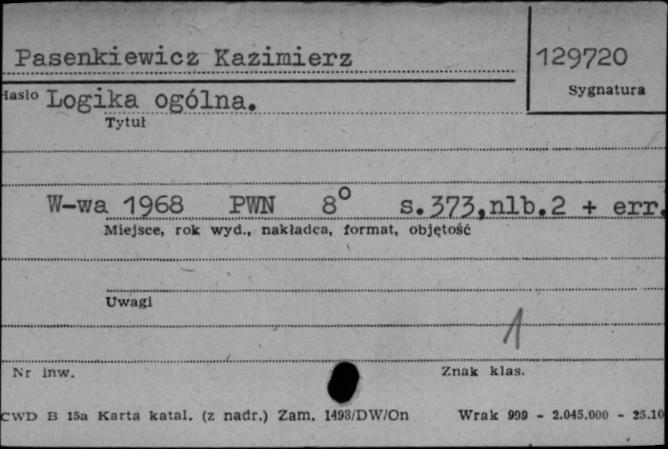 Pasenkiewicz Kazimierz 129720
Hasło Logika ogólna. Sygnatura
Tytuł
W-wa 1968 PWN 8° s.373,nlb.2 + err.
Miejsce, rok wyd., nakładca, format, objętość
Uwagi
1
Nr inw. Znak klas.
CWD B 15a Karta katal. (z nadr.) Zam. 1498/DW/On Wrak 999 - 2.045.000 - 25.10